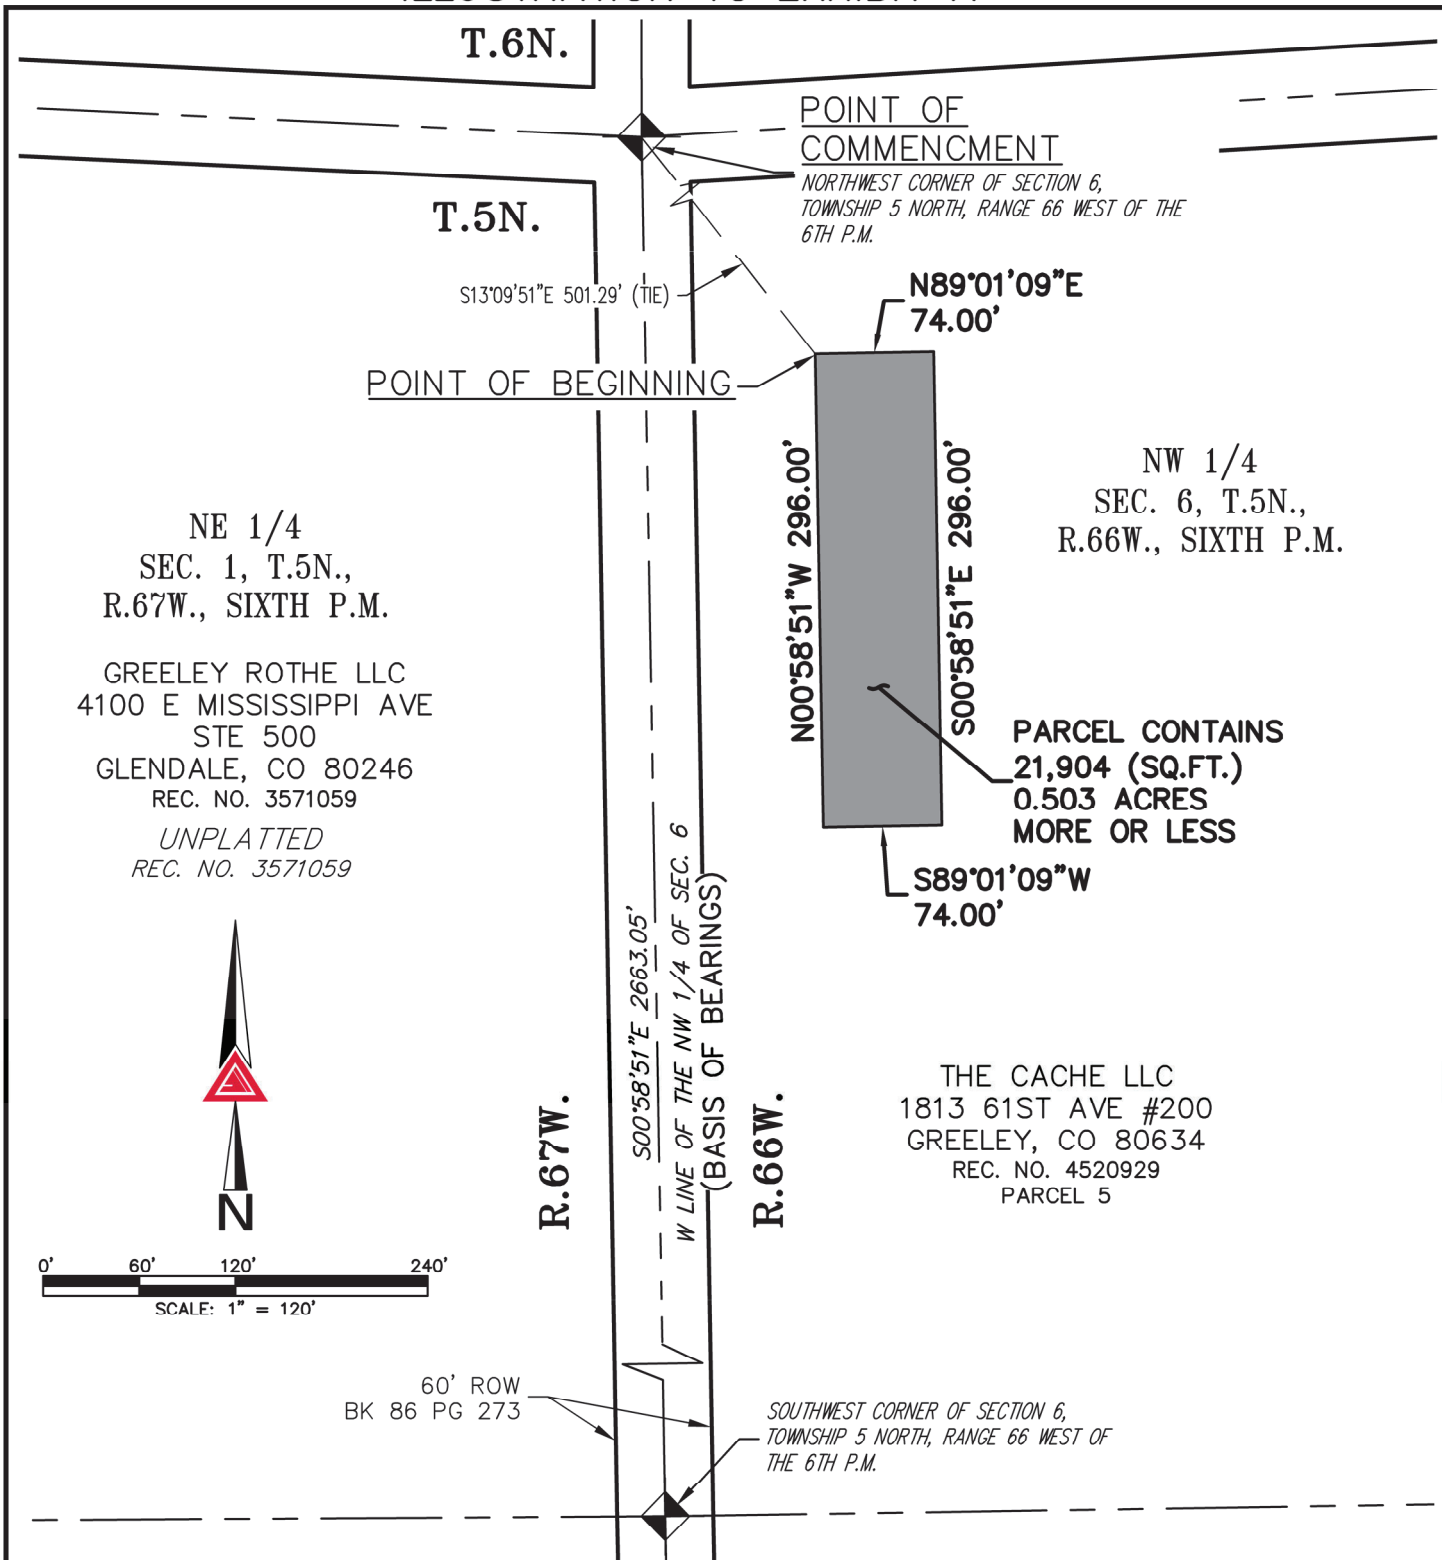 T.6N.
POINT OF
COMMENCMENT
NORTHWEST CORNER OF SECTION 6,
TOWNSHIP 5 NORTH, RANGE 66 WEST OF THE
6TH P.M.
T.5N.
S13°09'51"E 501.29' (TIE)
N89°01'09"E
74.00'
POINT OF BEGINNING
N00°58'51"W 296.00'
S00°58'51"E 296.00'
NW 1/4
SEC. 6, T.5N.,
R.66W., SIXTH P.M.
NE 1/4
SEC. 1, T.5N.,
R.67W., SIXTH P.M.
GREELEY ROTHE LLC
4100 E MISSISSIPPI AVE
STE 500
GLENDALE, CO 80246
REC. NO. 3571059
UNPLATTED
REC. NO. 3571059
PARCEL CONTAINS
21,904 (SQ.FT.)
0.503 ACRES
MORE OR LESS
S89°01'09"W
74.00'
S00°58'51"E 2663.05'
W LINE OF THE NW 1/4 OF SEC. 6
(BASIS OF BEARINGS)
R.67W.
R.66W.
THE CACHE LLC
1813 61ST AVE #200
GREELEY, CO 80634
REC. NO. 4520929
PARCEL 5
N
0' 60' 120' 240'
SCALE: 1" = 120'
60' ROW
BK 86 PG 273
SOUTHWEST CORNER OF SECTION 6,
TOWNSHIP 5 NORTH, RANGE 66 WEST OF
THE 6TH P.M.